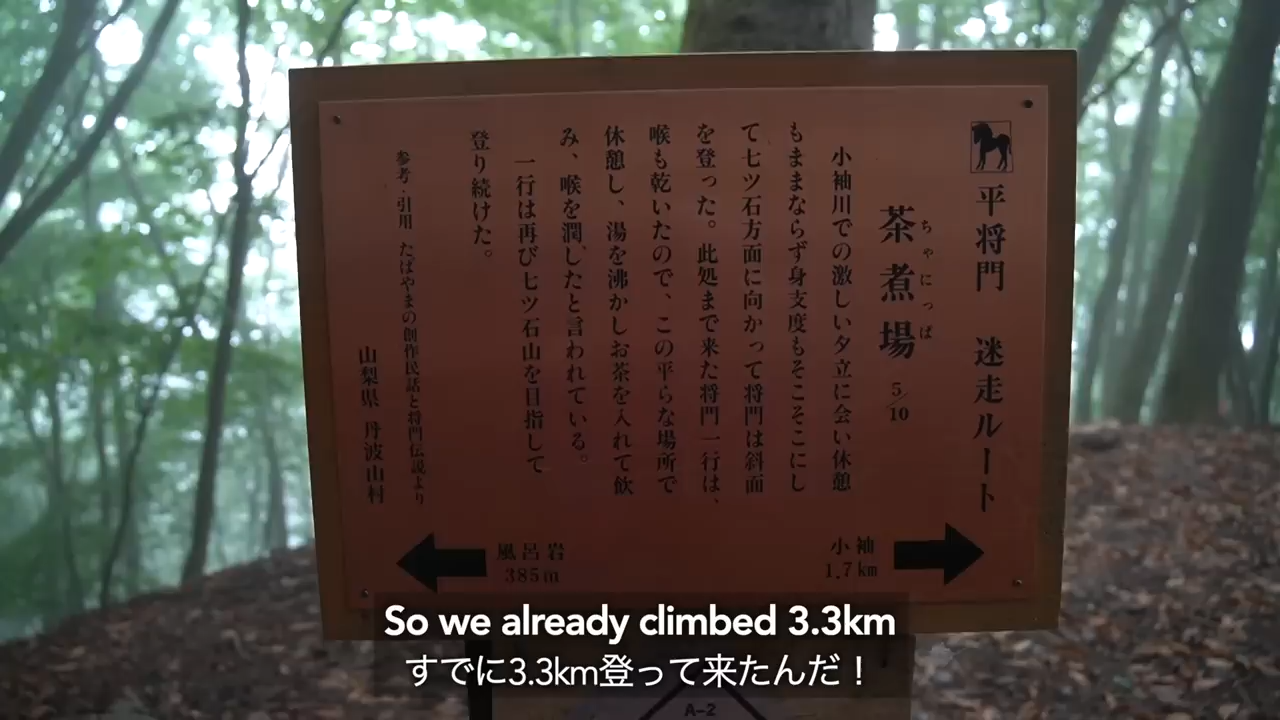 平将門 迷走ルート
茶煮場 5/10
ちゃにっぱ
小袖川での激しい夕立に会い休憩
もままならず身支度もそこそこにし
て七ツ石方面に向かって将門は斜面
を登った。此処まで来た将門一行は、
喉も乾いたので、この平らな場所で
休憩し、湯を沸かしお茶を入れて飲
み、喉を潤したと言われている。
一行は再び七ツ石山を目指して
登り続けた。
参考・引用 たばやまの創作民話と将門伝説より
山梨県 丹波山村
風呂岩
385m
小袖
1.7km
So we already climbed 3.3km
すでに3.3km登って来たんだ！
A-2